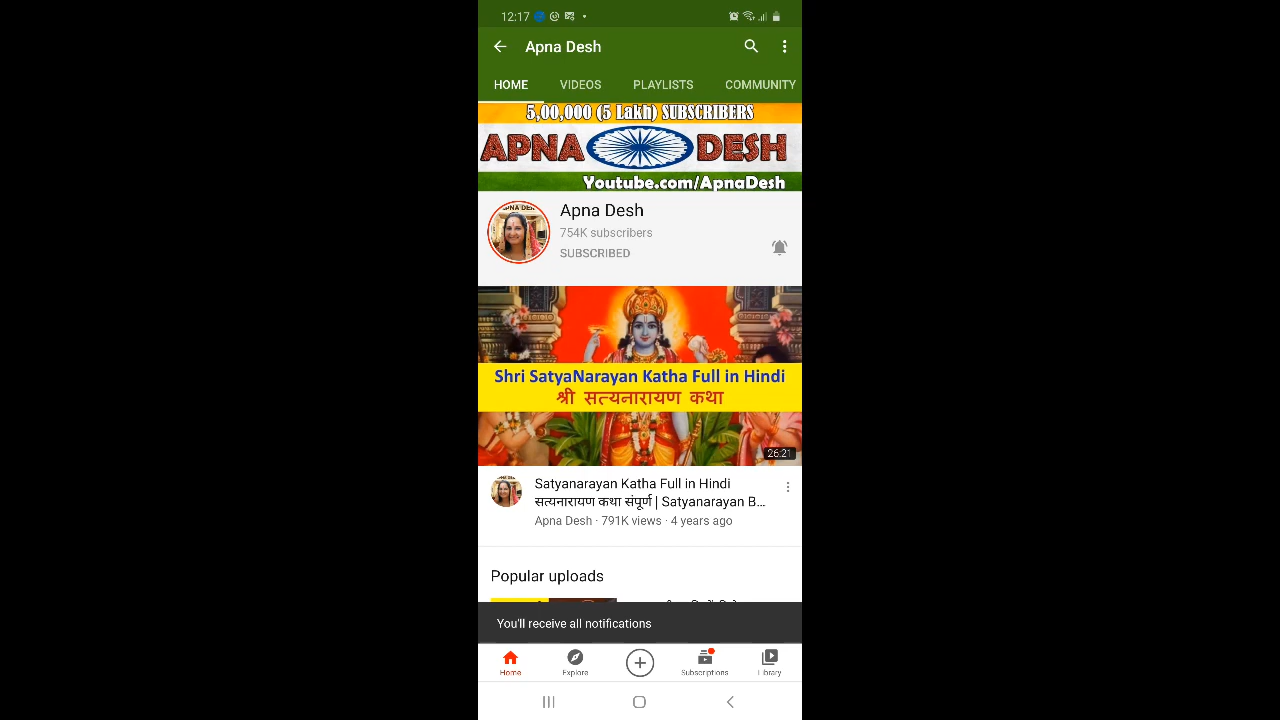 12:17
Apna Desh
HOME VIDEOS PLAYLISTS COMMUNITY
5,00,000 (5 Lakh) SUBSCRIBERS
APNA DESH
Youtube.com/ApnaDesh
Apna Desh
754K subscribers
SUBSCRIBED
Shri SatyaNarayan Katha Full in Hindi
श्री सत्यनारायण कथा
26:21
Satyanarayan Katha Full in Hindi
सत्यनारायण कथा संपूर्ण | Satyanarayan B...
Apna Desh · 791K views · 4 years ago
Popular uploads
You'll receive all notifications
Home Explore Subscriptions Library